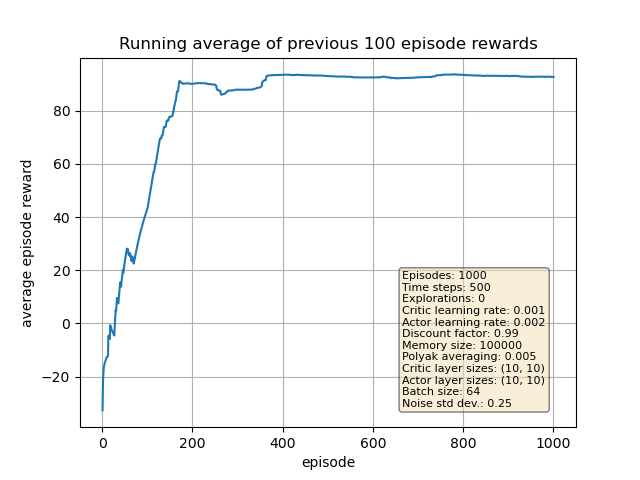 Running average of previous 100 episode rewards
average episode reward
80
60
40
20
0
−20
Episodes: 1000
Time steps: 500
Explorations: 0
Critic learning rate: 0.001
Actor learning rate: 0.002
Discount factor: 0.99
Memory size: 100000
Polyak averaging: 0.005
Critic layer sizes: (10, 10)
Actor layer sizes: (10, 10)
Batch size: 64
Noise std dev.: 0.25
0 200 400 600 800 1000
episode